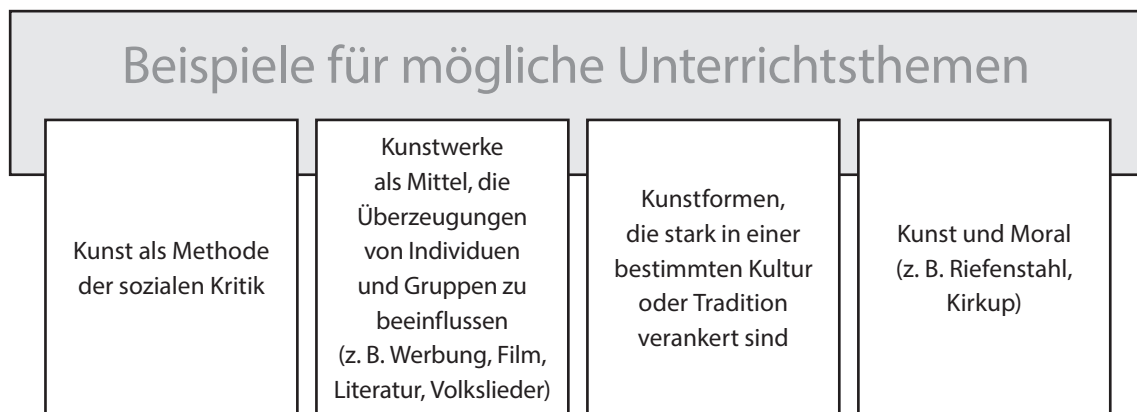 Beispiele für mögliche Unterrichtsthemen
Kunst als Methode
der sozialen Kritik
Kunstwerke
als Mittel, die
Überzeugungen
von Individuen
und Gruppen zu
beeinflussen
(z. B. Werbung, Film,
Literatur, Volkslieder)
Kunstformen,
die stark in einer
bestimmten Kultur
oder Tradition
verankert sind
Kunst und Moral
(z. B. Riefenstahl,
Kirkup)